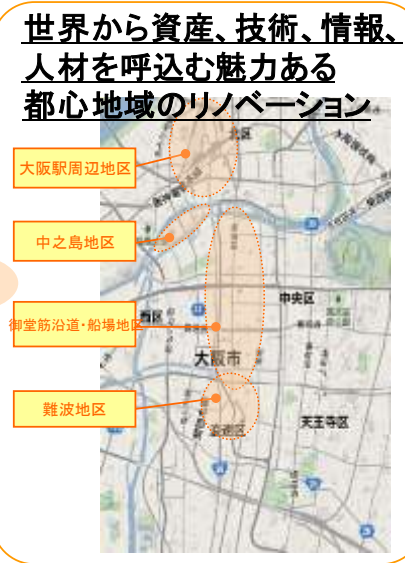 世界から資産、技術、情報、
人材を呼込む魅力ある
都心地域のリノベーション
北区
大阪駅周辺地区
中之島地区
中央区
西区
御堂筋沿道・船場地区
大阪市
難波地区
浪速区
天王寺区